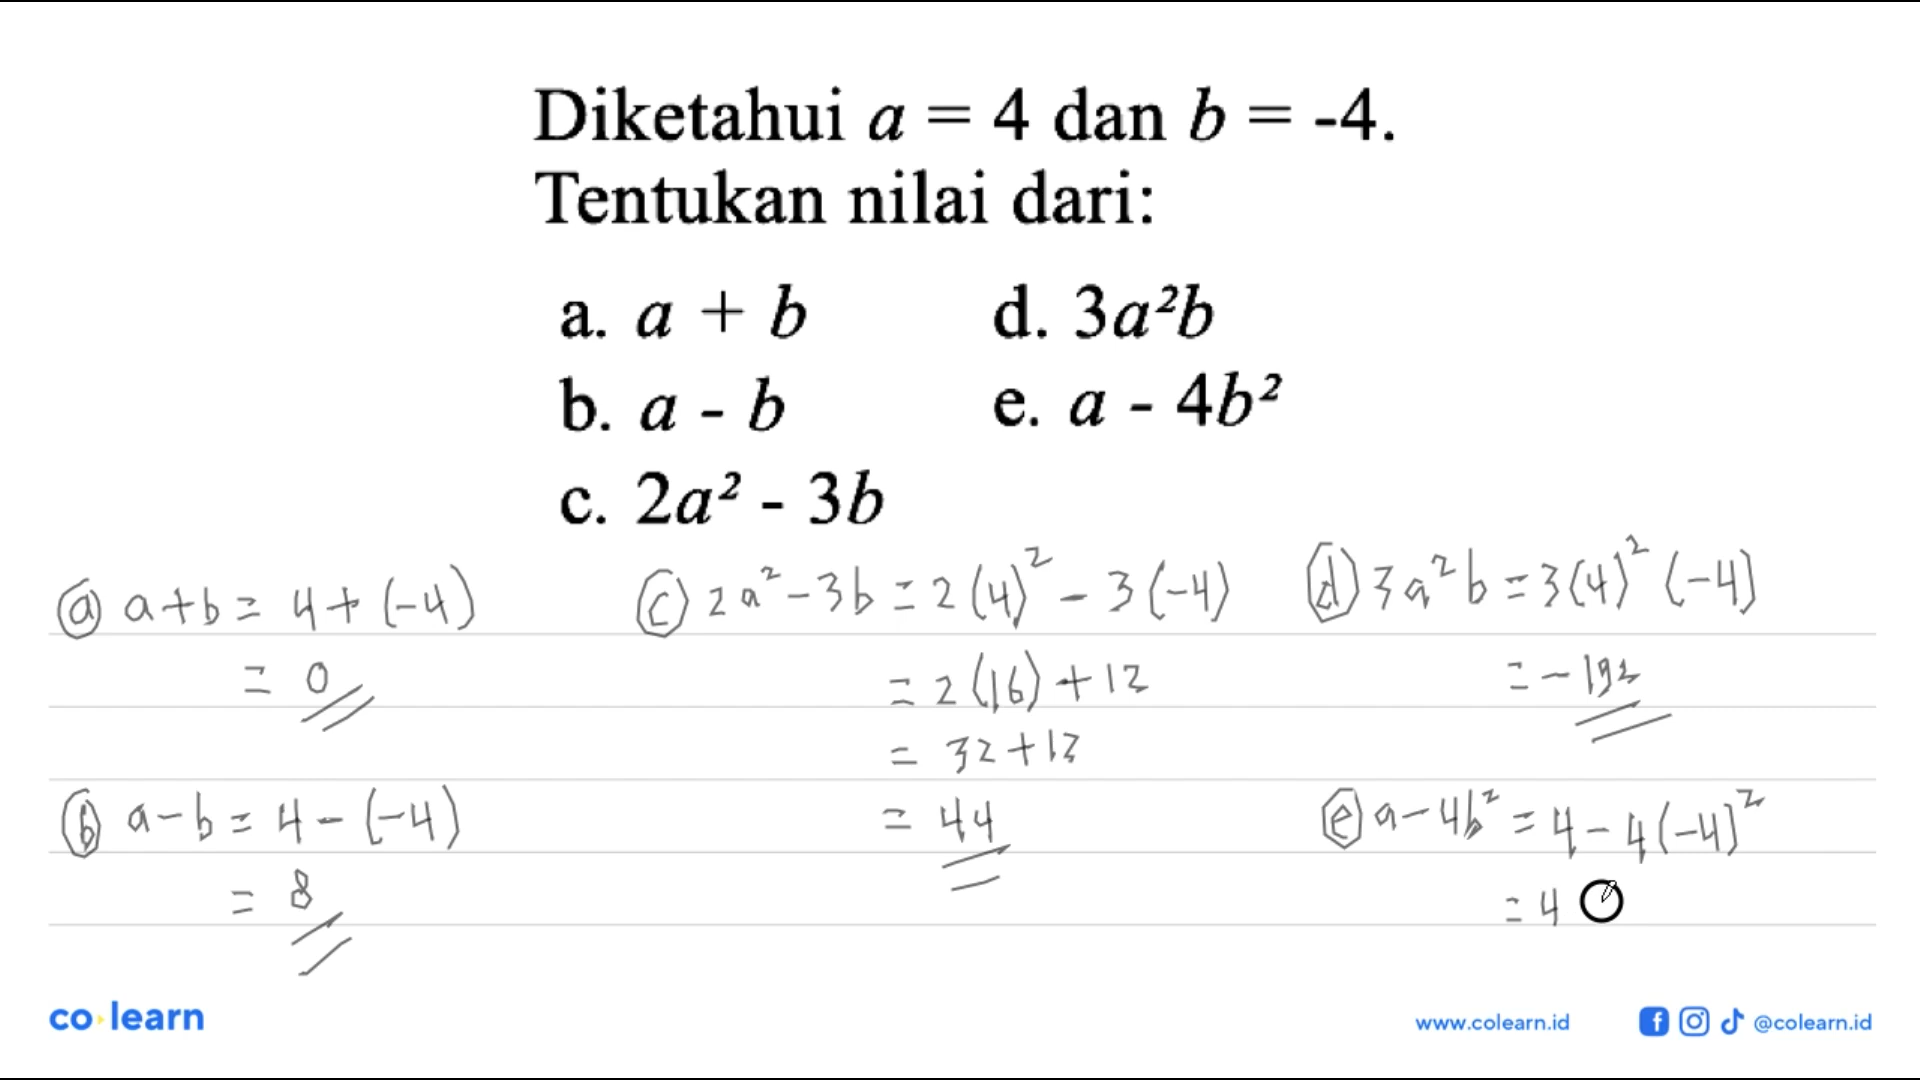 Diketahui a = 4 dan b = -4.
Tentukan nilai dari:
a. a + b
b. a - b
c. 2a² - 3b
d. 3a²b
e. a - 4b²
ⓐ a+b = 4+(-4)
= 0
ⓑ a-b = 4-(-4)
= 8
ⓒ 2a²-3b = 2(4)² - 3(-4)
= 2(16)+12
= 32+12
= 44
ⓓ 3a²b = 3(4)²(-4)
= -192
ⓔ a-4b² = 4-4(-4)²
= 4
co learn
www.colearn.id
@colearn.id